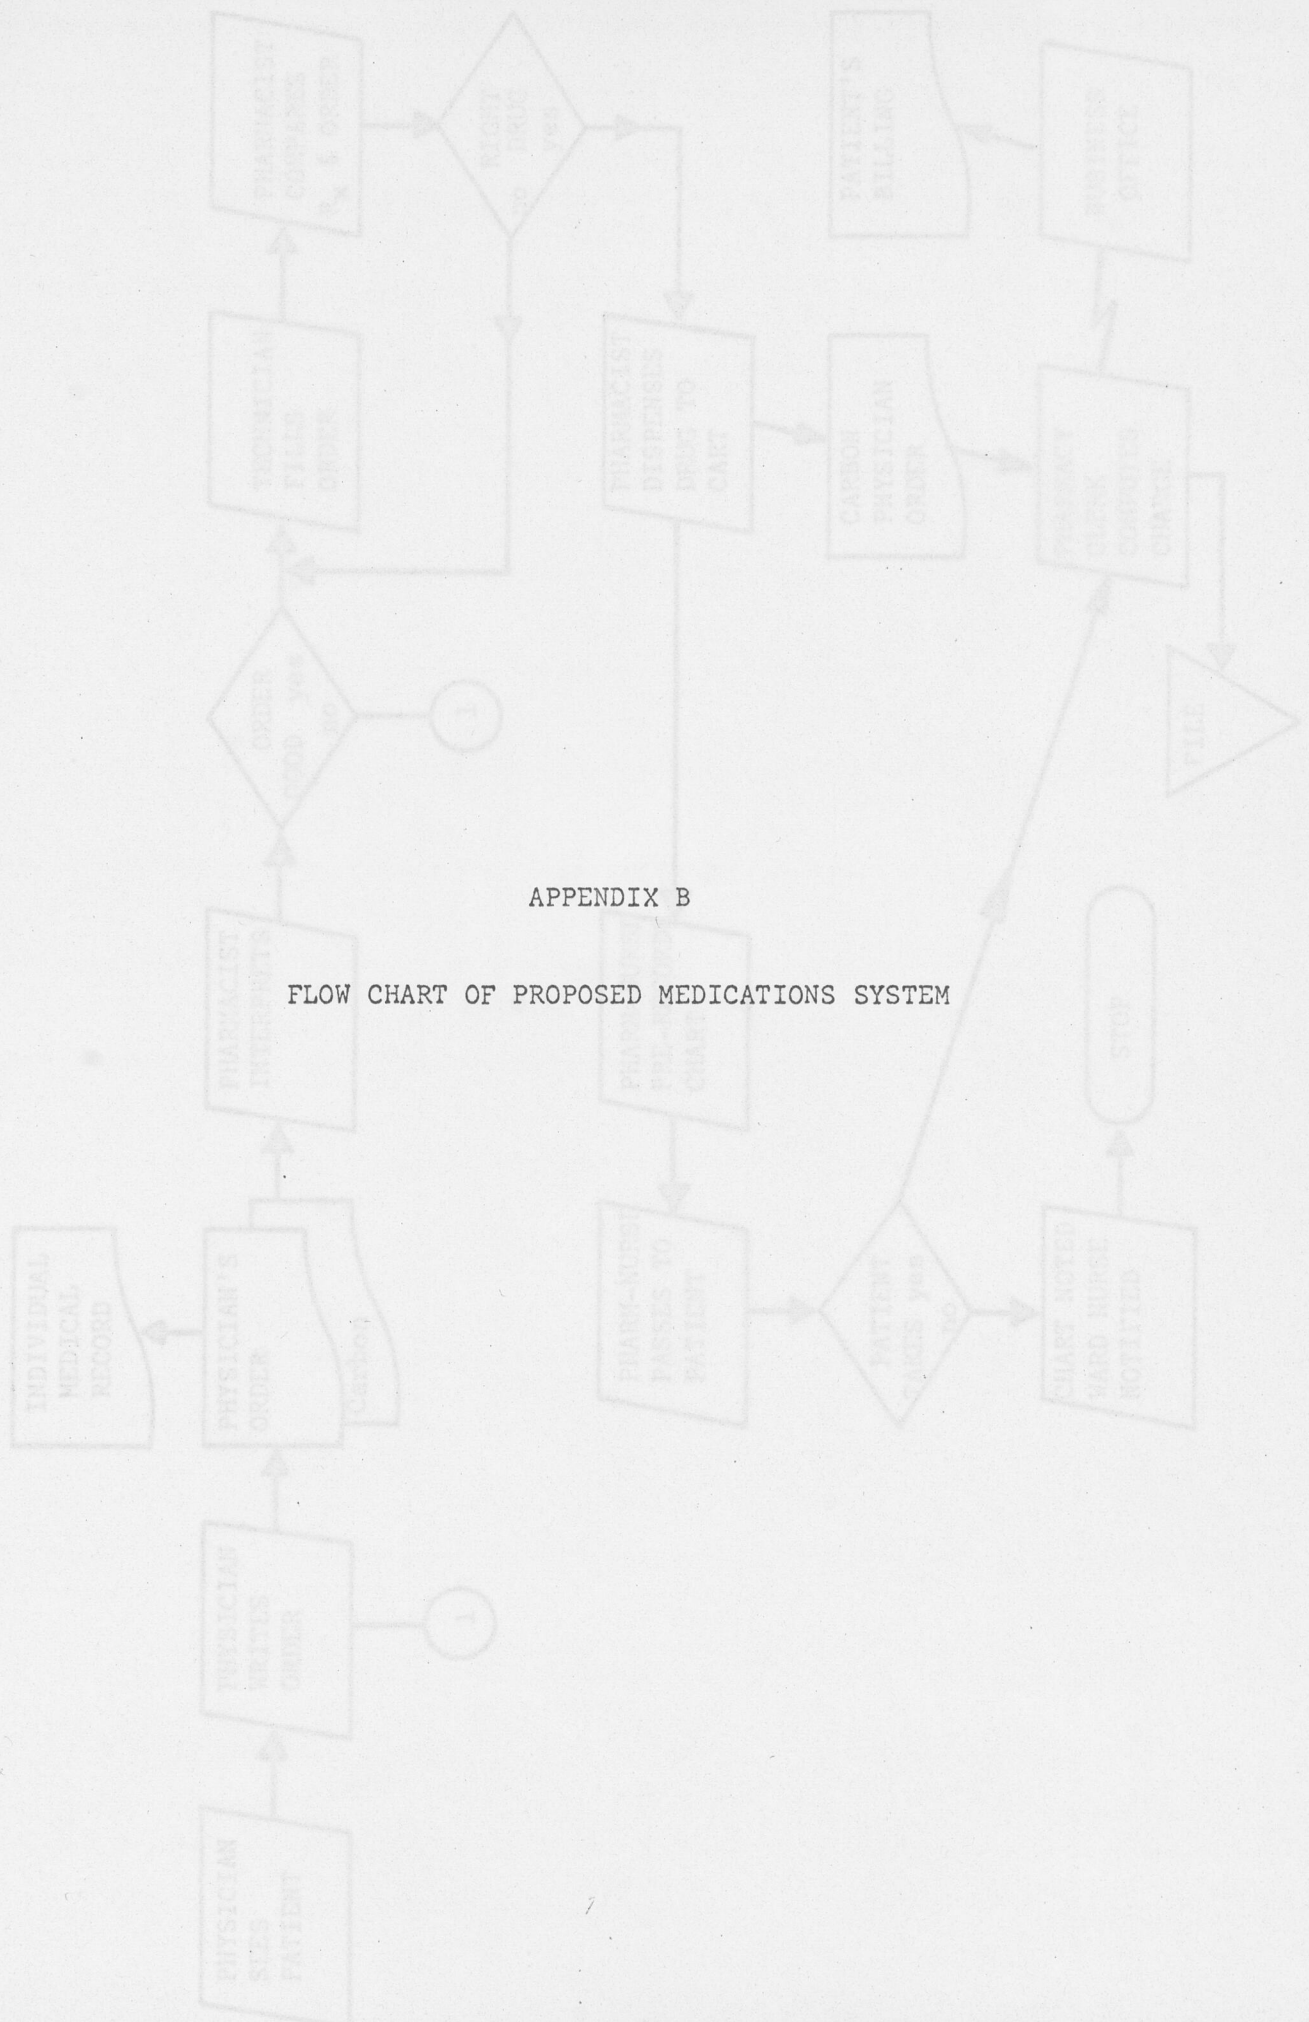 APPENDIX B
FLOW CHART OF PROPOSED MEDICATIONS SYSTEM
PHYSICIAN
SEES
PATIENT
PHYSICIAN
WRITES
ORDER
1
PHYSICIAN'S
ORDER
Carbon
INDIVIDUAL
MEDICAL
RECORD
PHARMACIST
INTERPRETS
ORDER
GOOD yes
no
1
TECHNICIAN
FILLS
ORDER
PHARMACIST
COMPARES
Rx & ORDER
RIGHT
DRUG
yes
no
PHARMACIST
DISPENSES
DRUG TO
CART
CARBON
PHYSICIAN
ORDER
PHARMACY
CLERK
COMPUTES
CHARGE
FILE
PATIENT'S
BILLING
OFFICE
CHART
PHARM-NURSE
PASSES TO
PATIENT
PATIENT
TAKES yes
no
CHART NOTED
WARD NURSE
NOTIFIED
STOP